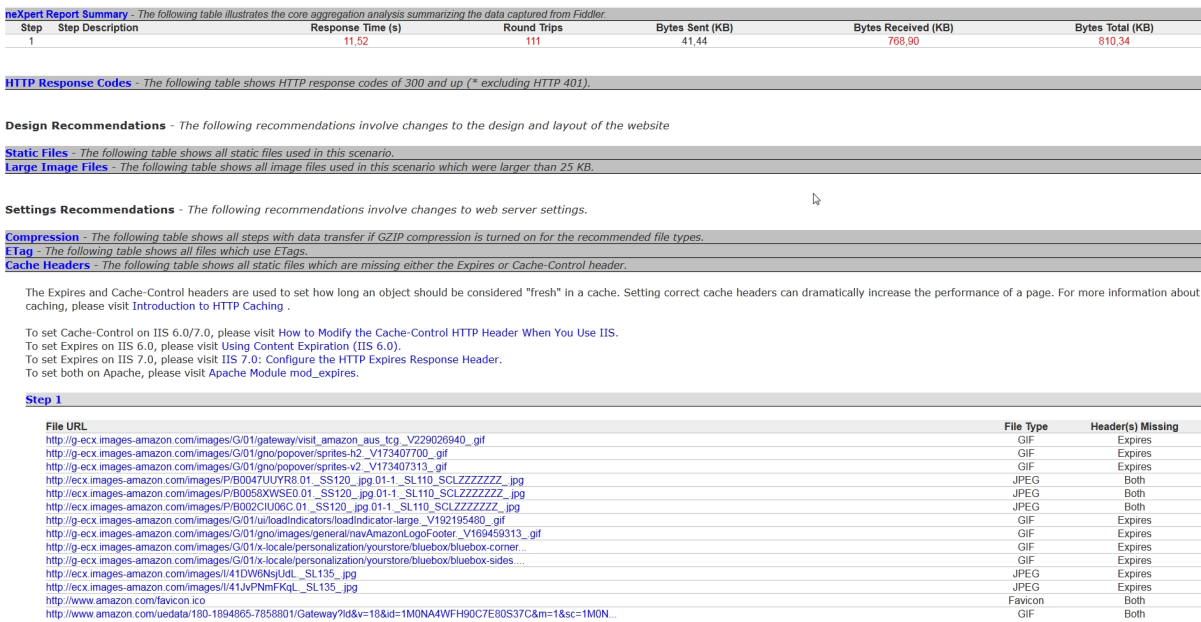 neXpert Report Summary - The following table illustrates the core aggregation analysis summarizing the data captured from Fiddler.
Step Step Description Response Time (s) Round Trips Bytes Sent (KB) Bytes Received (KB) Bytes Total (KB)
1 11,52 111 41,44 768,90 810,34
HTTP Response Codes - The following table shows HTTP response codes of 300 and up (* excluding HTTP 401).
Design Recommendations - The following recommendations involve changes to the design and layout of the website
Static Files - The following table shows all static files used in this scenario.
Large Image Files - The following table shows all image files used in this scenario which were larger than 25 KB.
Settings Recommendations - The following recommendations involve changes to web server settings.
Compression - The following table shows all steps with data transfer if GZIP compression is turned on for the recommended file types.
ETag - The following table shows all files which use ETags.
Cache Headers - The following table shows all static files which are missing either the Expires or Cache-Control header.
The Expires and Cache-Control headers are used to set how long an object should be considered "fresh" in a cache. Setting correct cache headers can dramatically increase the performance of a page. For more information about
caching, please visit Introduction to HTTP Caching .
To set Cache-Control on IIS 6.0/7.0, please visit How to Modify the Cache-Control HTTP Header When You Use IIS.
To set Expires on IIS 6.0, please visit Using Content Expiration (IIS 6.0).
To set Expires on IIS 7.0, please visit IIS 7.0: Configure the HTTP Expires Response Header.
To set both on Apache, please visit Apache Module mod_expires.
Step 1
File URL File Type Header(s) Missing
http://g-ecx.images-amazon.com/images/G/01/gateway/visit_amazon_aus_tcg._V229026940_.gif GIF Expires
http://g-ecx.images-amazon.com/images/G/01/gno/popover/sprites-h2._V173407700_.gif GIF Expires
http://g-ecx.images-amazon.com/images/G/01/gno/popover/sprites-v2._V173407313_.gif GIF Expires
http://ecx.images-amazon.com/images/P/B0047UUYR8.01._SS120_.jpg.01-1._SL110_SCLZZZZZZZ_.jpg JPEG Both
http://ecx.images-amazon.com/images/P/B0058XWSE0.01._SS120_.jpg.01-1._SL110_SCLZZZZZZZ_.jpg JPEG Both
http://ecx.images-amazon.com/images/P/B002CIU06C.01._SS120_.jpg.01-1._SL110_SCLZZZZZZZ_.jpg JPEG Both
http://g-ecx.images-amazon.com/images/G/01/ui/loadIndicators/loadIndicator-large._V192195480_.gif GIF Expires
http://g-ecx.images-amazon.com/images/G/01/gno/images/general/navAmazonLogoFooter._V169459313_.gif GIF Expires
http://g-ecx.images-amazon.com/images/G/01/x-locale/personalization/yourstore/bluebox/bluebox-corner... GIF Expires
http://g-ecx.images-amazon.com/images/G/01/x-locale/personalization/yourstore/bluebox/bluebox-sides.... GIF Expires
http://ecx.images-amazon.com/images/I/41DW6NsjUdL._SL135_.jpg JPEG Expires
http://ecx.images-amazon.com/images/I/41JvPNmFKqL._SL135_.jpg JPEG Expires
http://www.amazon.com/favicon.ico Favicon Both
http://www.amazon.com/uedata/180-1894865-7858801/Gateway?ld&v=18&id=1M0NA4WFH90C7E80S37C&m=1&sc=1M0N... GIF Both